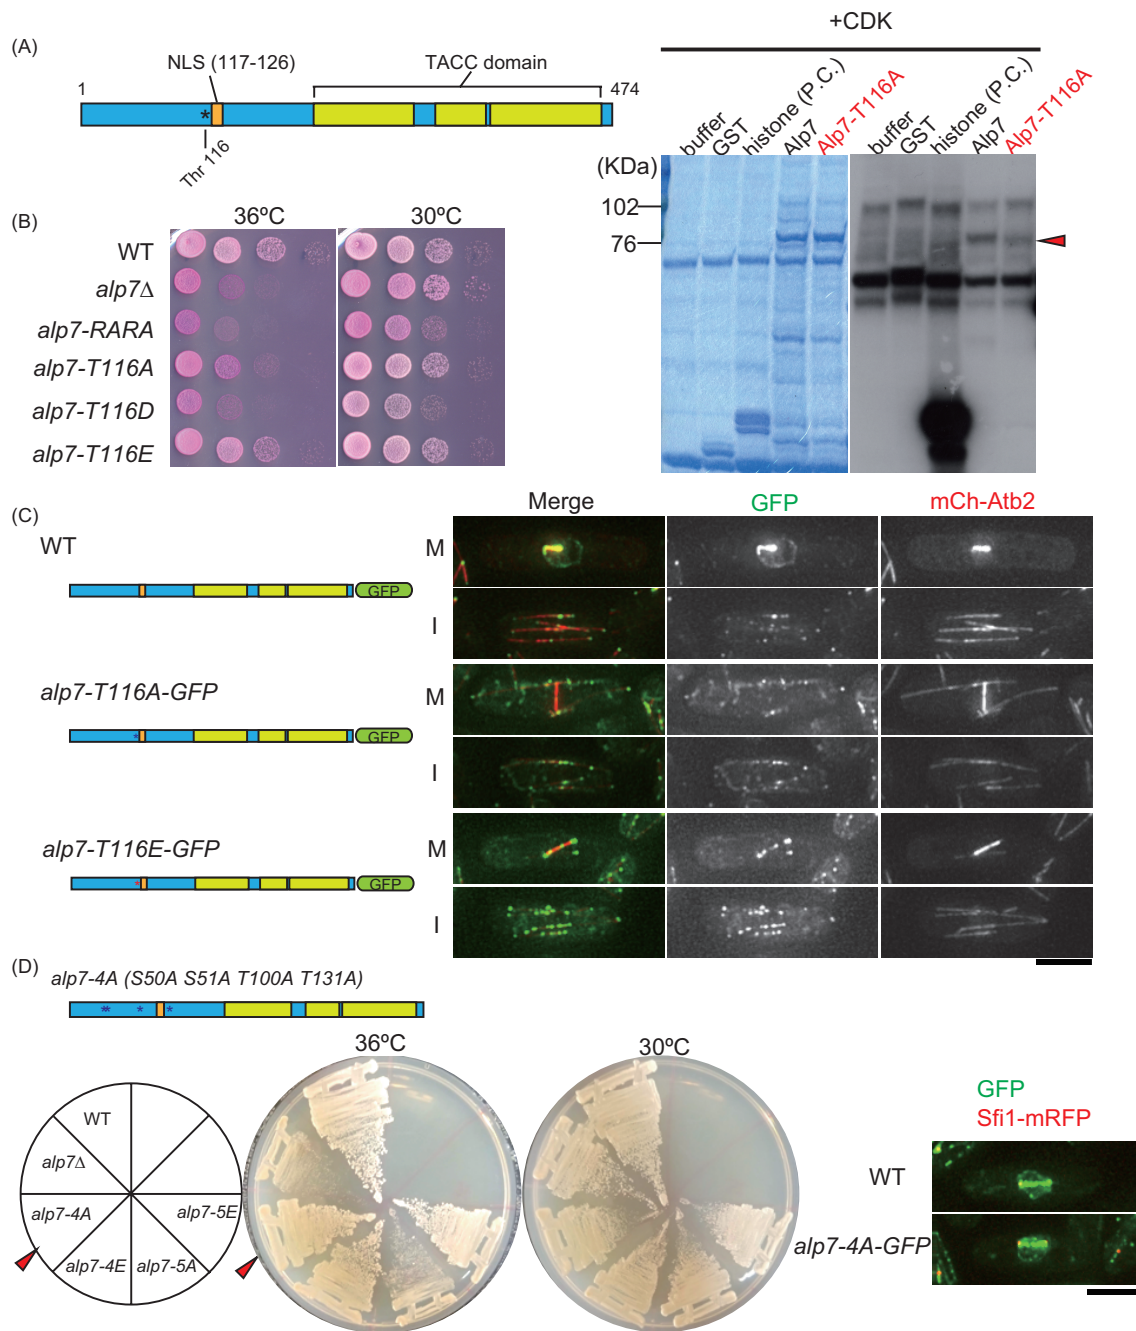 (A)
1
NLS (117-126)
TACC domain
474
*
Thr 116
+CDK
buffer
GST
histone (P.C.)
Alp7
Alp7-T116A
buffer
GST
histone (P.C.)
Alp7
Alp7-T116A
(KDa)
102
76
(B)
36ºC
30ºC
WT
alp7Δ
alp7-RARA
alp7-T116A
alp7-T116D
alp7-T116E
(C)
Merge
GFP
mCh-Atb2
WT
GFP
M
I
alp7-T116A-GFP
*
GFP
M
I
alp7-T116E-GFP
*
GFP
M
I
(D)
alp7-4A (S50A S51A T100A T131A)
** * *
36ºC
30ºC
WT
alp7Δ
alp7-4A
alp7-4E
alp7-5A
alp7-5E
GFP
Sfi1-mRFP
WT
alp7-4A-GFP